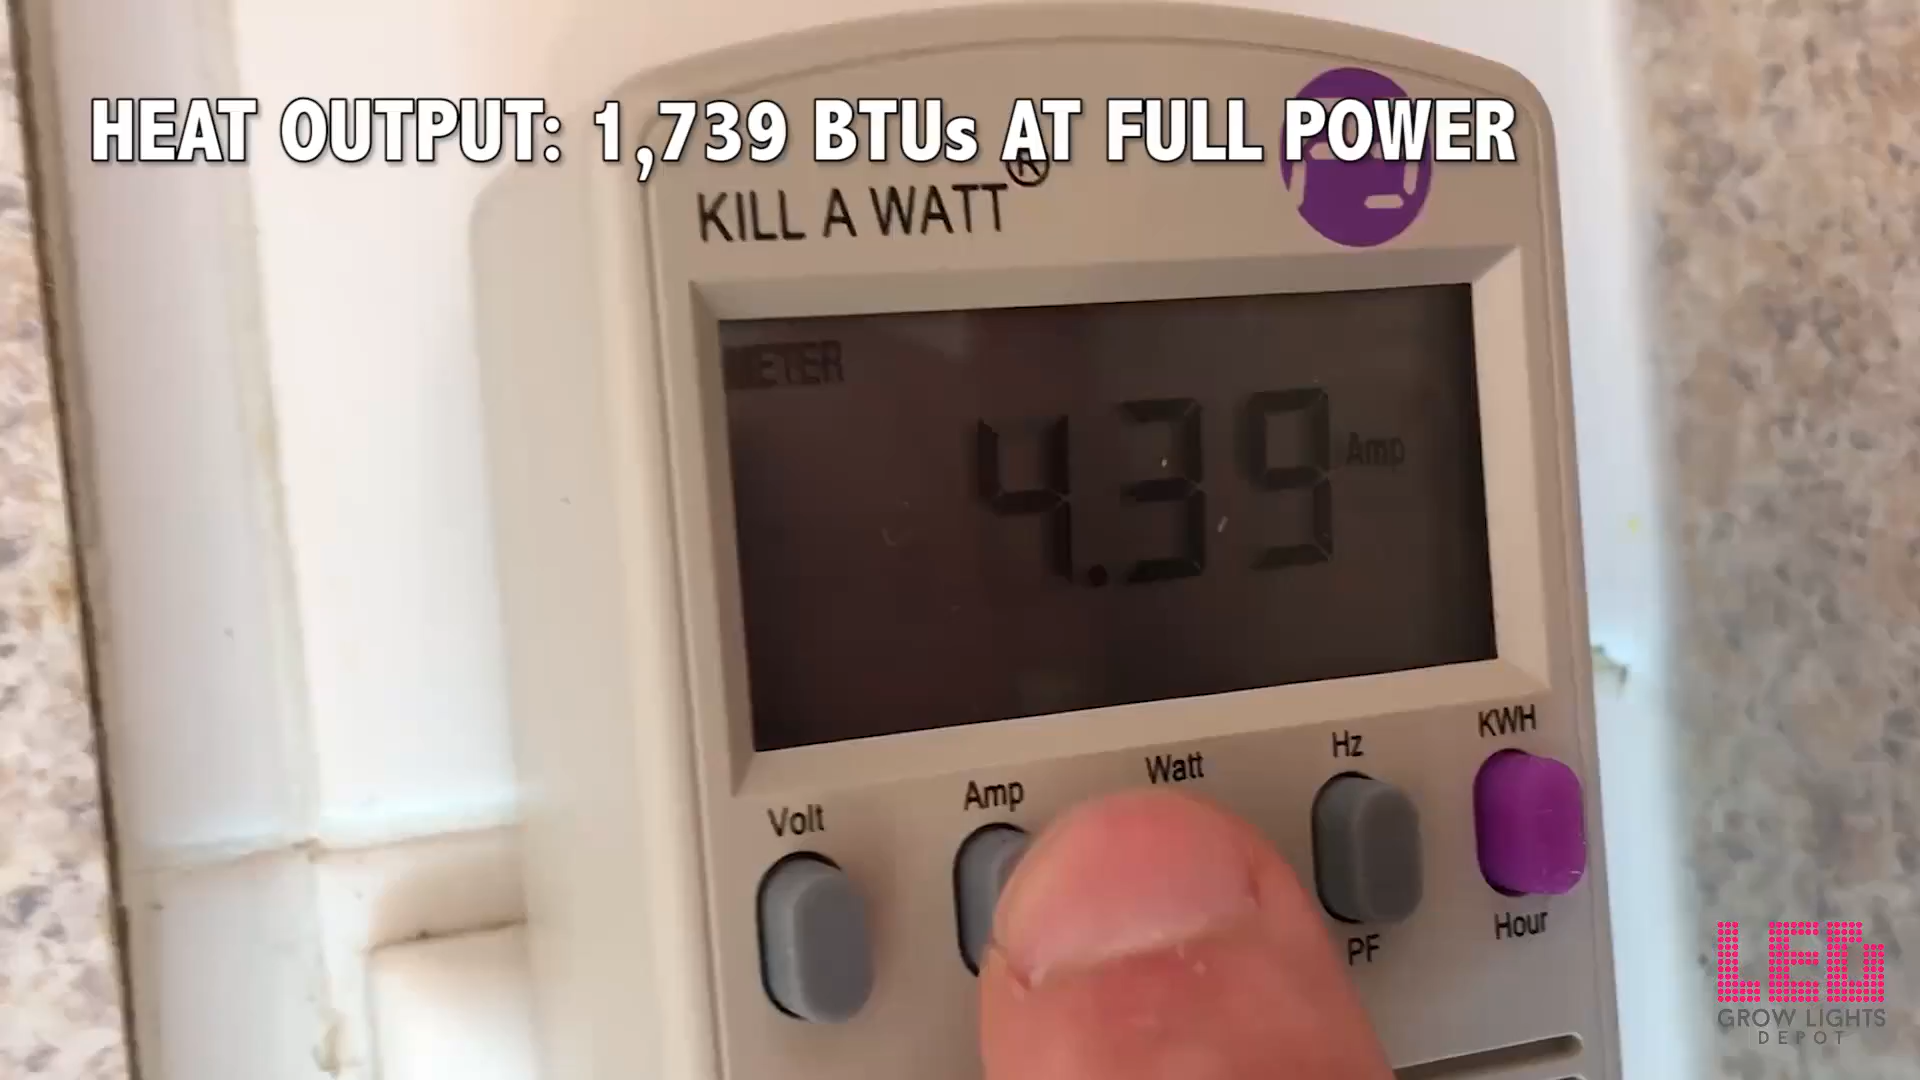 HEAT OUTPUT: 1,739 BTUs AT FULL POWER
KILL A WATT®
METER
4.39 Amp
Volt
Amp
Watt
Hz
KWH
PF
Hour
LED
GROW LIGHTS
DEPOT